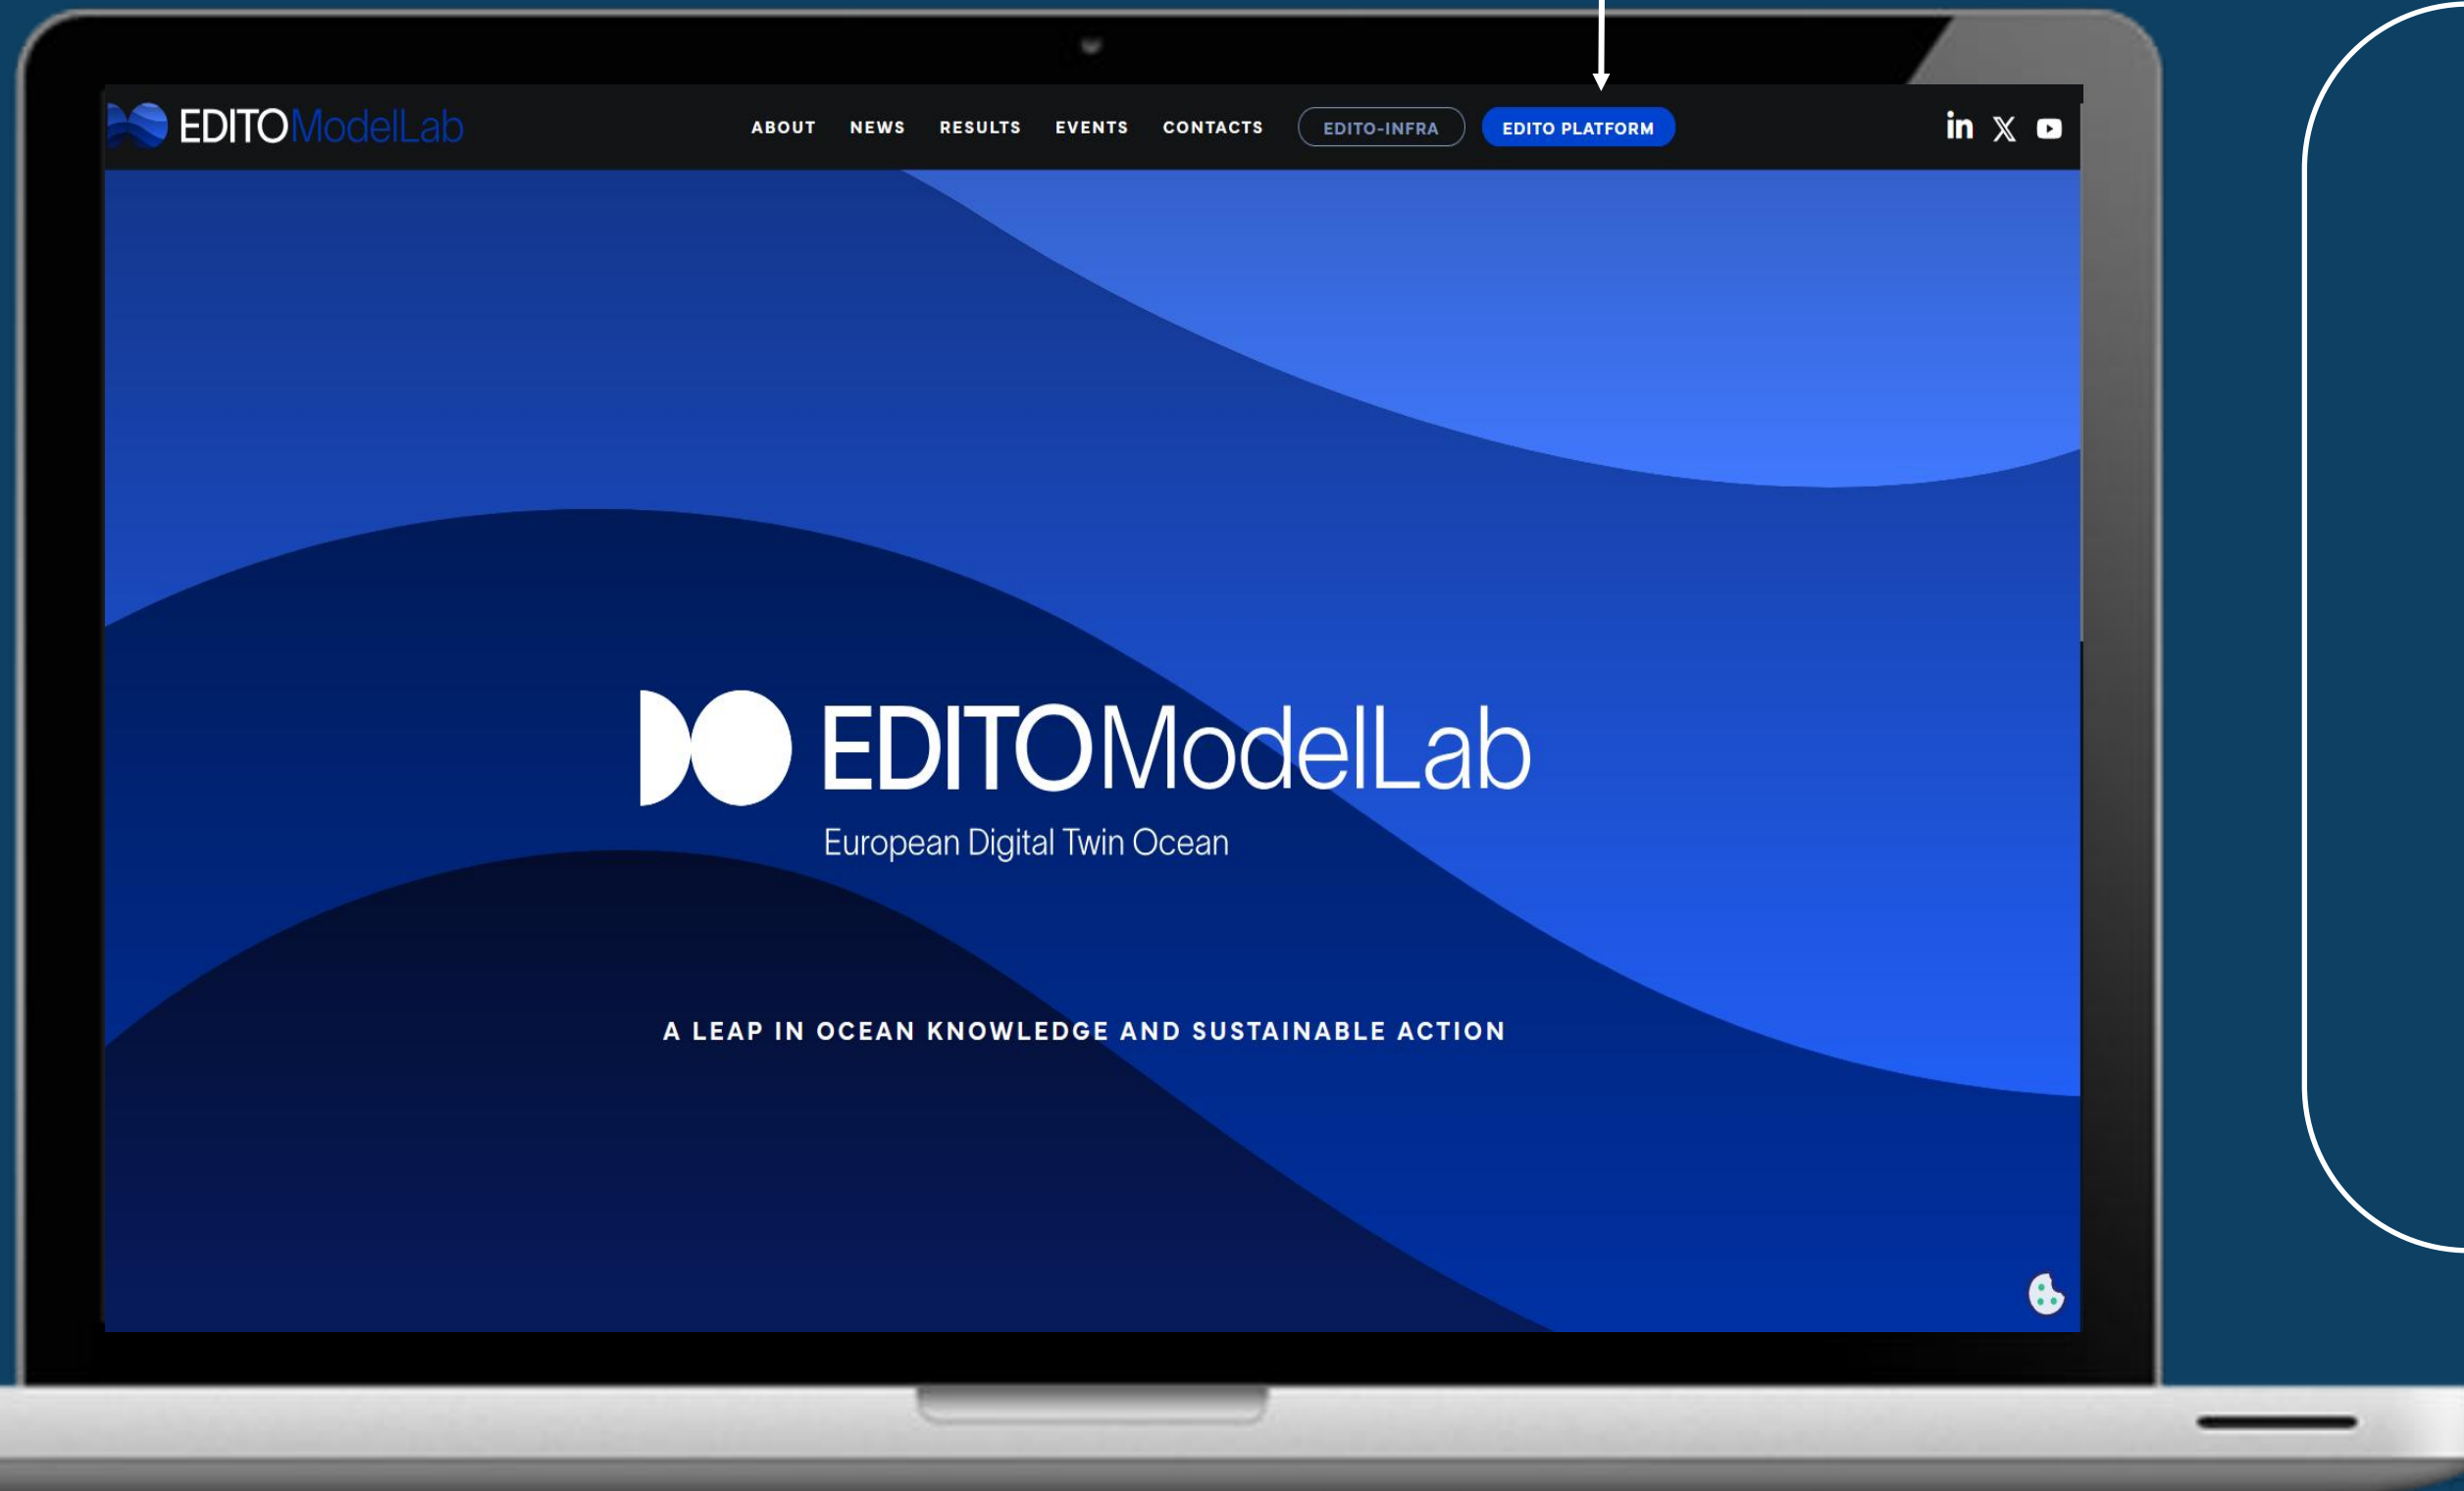 EDITOModelLab
ABOUT NEWS RESULTS EVENTS CONTACTS EDITO-INFRA EDITO PLATFORM in X
EDITOModelLab
European Digital Twin Ocean
A LEAP IN OCEAN KNOWLEDGE AND SUSTAINABLE ACTION